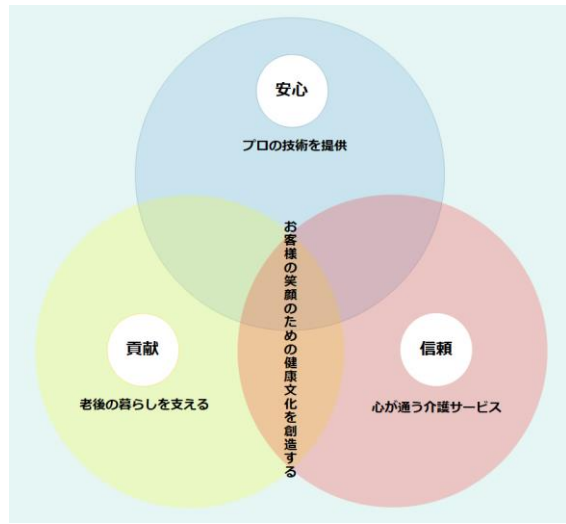 安心
プロの技術を提供
お客様の笑顔のための健康文化を創造する
貢献
老後の暮らしを支える
信頼
心が通う介護サービス